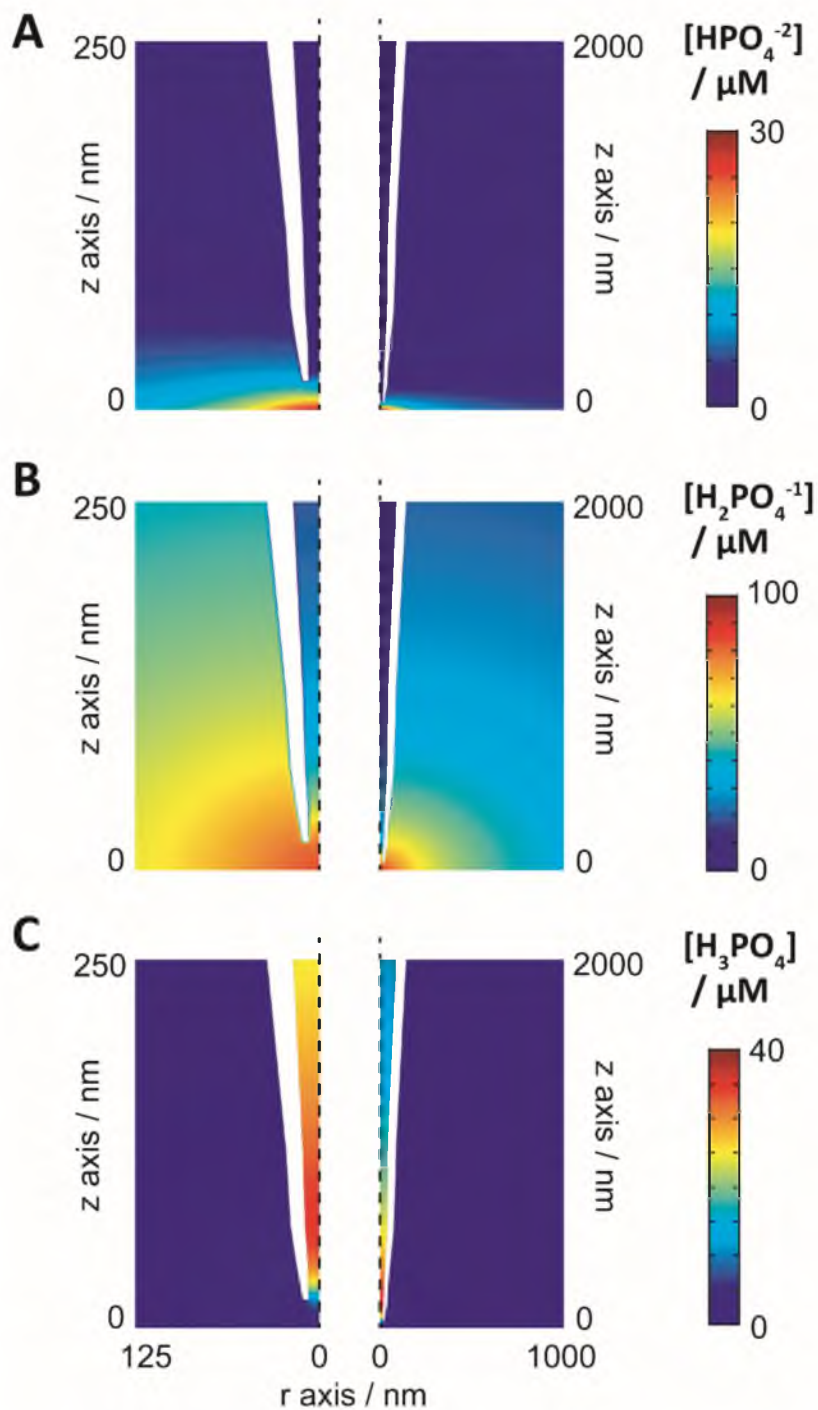 A
250
z axis / nm
0
2000
z axis / nm
0
[HPO₄⁻²]
/ μM
30
0
B
250
z axis / nm
0
2000
z axis / nm
0
[H₂PO₄⁻¹]
/ μM
100
0
C
250
z axis / nm
0
2000
z axis / nm
0
[H₃PO₄]
/ μM
40
0
125 0 0 1000
r axis / nm